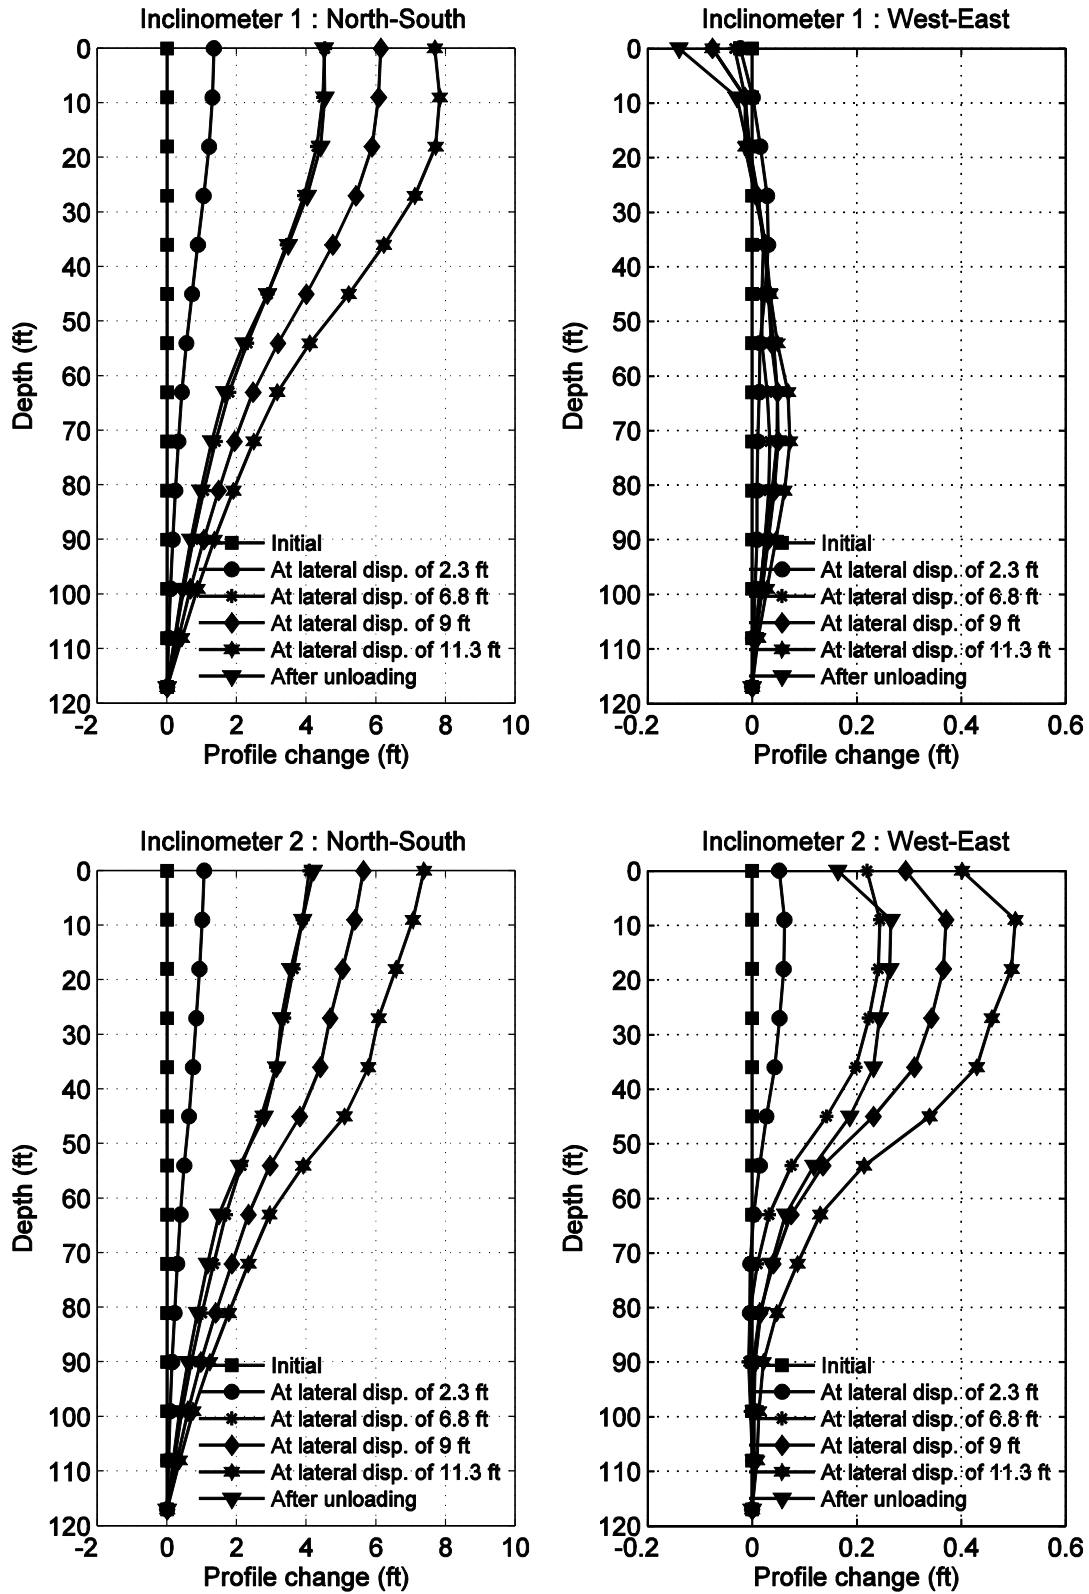 Inclinometer 1 : North-South
0
10
20
30
40
50
60
70
80
90
100
110
120
Depth (ft)
Initial
At lateral disp. of 2.3 ft
At lateral disp. of 6.8 ft
At lateral disp. of 9 ft
At lateral disp. of 11.3 ft
After unloading
-2 0 2 4 6 8 10
Profile change (ft)
Inclinometer 1 : West-East
0
10
20
30
40
50
60
70
80
90
100
110
120
Depth (ft)
Initial
At lateral disp. of 2.3 ft
At lateral disp. of 6.8 ft
At lateral disp. of 9 ft
At lateral disp. of 11.3 ft
After unloading
-0.2 0 0.2 0.4 0.6
Profile change (ft)
Inclinometer 2 : North-South
0
10
20
30
40
50
60
70
80
90
100
110
120
Depth (ft)
Initial
At lateral disp. of 2.3 ft
At lateral disp. of 6.8 ft
At lateral disp. of 9 ft
At lateral disp. of 11.3 ft
After unloading
-2 0 2 4 6 8 10
Profile change (ft)
Inclinometer 2 : West-East
0
10
20
30
40
50
60
70
80
90
100
110
120
Depth (ft)
Initial
At lateral disp. of 2.3 ft
At lateral disp. of 6.8 ft
At lateral disp. of 9 ft
At lateral disp. of 11.3 ft
After unloading
-0.2 0 0.2 0.4 0.6
Profile change (ft)